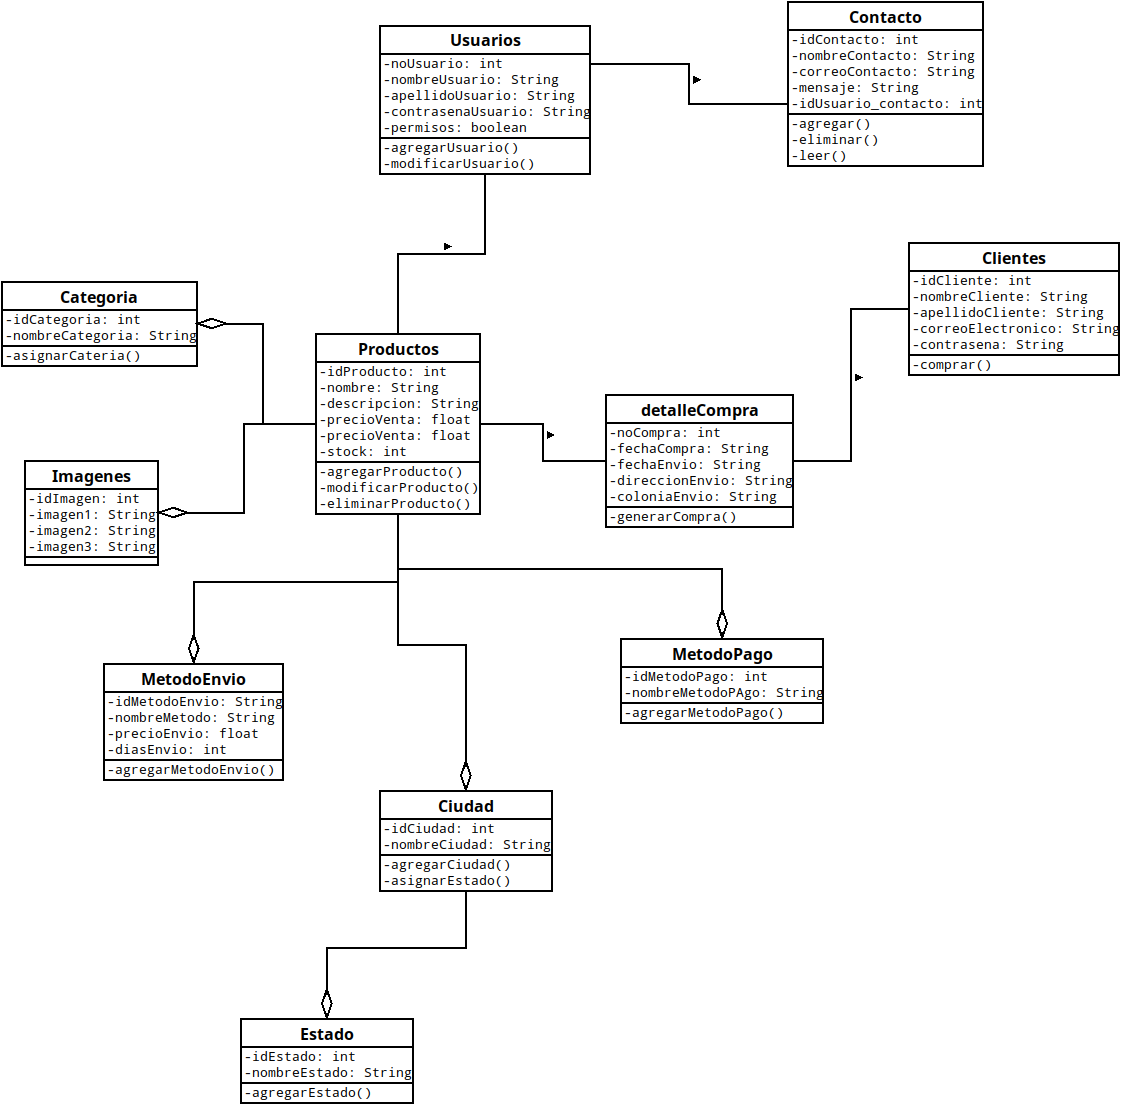 Contacto
-idContacto: int
-nombreContacto: String
-correoContacto: String
-mensaje: String
-idUsuario_contacto: int
-agregar()
-eliminar()
-leer()
Usuarios
-noUsuario: int
-nombreUsuario: String
-apellidoUsuario: String
-contrasenaUsuario: String
-permisos: boolean
-agregarUsuario()
-modificarUsuario()
Clientes
-idCliente: int
-nombreCliente: String
-apellidoCliente: String
-correoElectronico: String
-contrasena: String
-comprar()
Categoria
-idCategoria: int
-nombreCategoria: String
-asignarCateria()
Productos
-idProducto: int
-nombre: String
-descripcion: String
-precioVenta: float
-precioVenta: float
-stock: int
-agregarProducto()
-modificarProducto()
-eliminarProducto()
detalleCompra
-noCompra: int
-fechaCompra: String
-fechaEnvio: String
-direccionEnvio: String
-coloniaEnvio: String
-generarCompra()
Imagenes
-idImagen: int
-imagen1: String
-imagen2: String
-imagen3: String
MetodoPago
-idMetodoPago: int
-nombreMetodoPAgo: String
-agregarMetodoPago()
MetodoEnvio
-idMetodoEnvio: String
-nombreMetodo: String
-precioEnvio: float
-diasEnvio: int
-agregarMetodoEnvio()
Ciudad
-idCiudad: int
-nombreCiudad: String
-agregarCiudad()
-asignarEstado()
Estado
-idEstado: int
-nombreEstado: String
-agregarEstado()